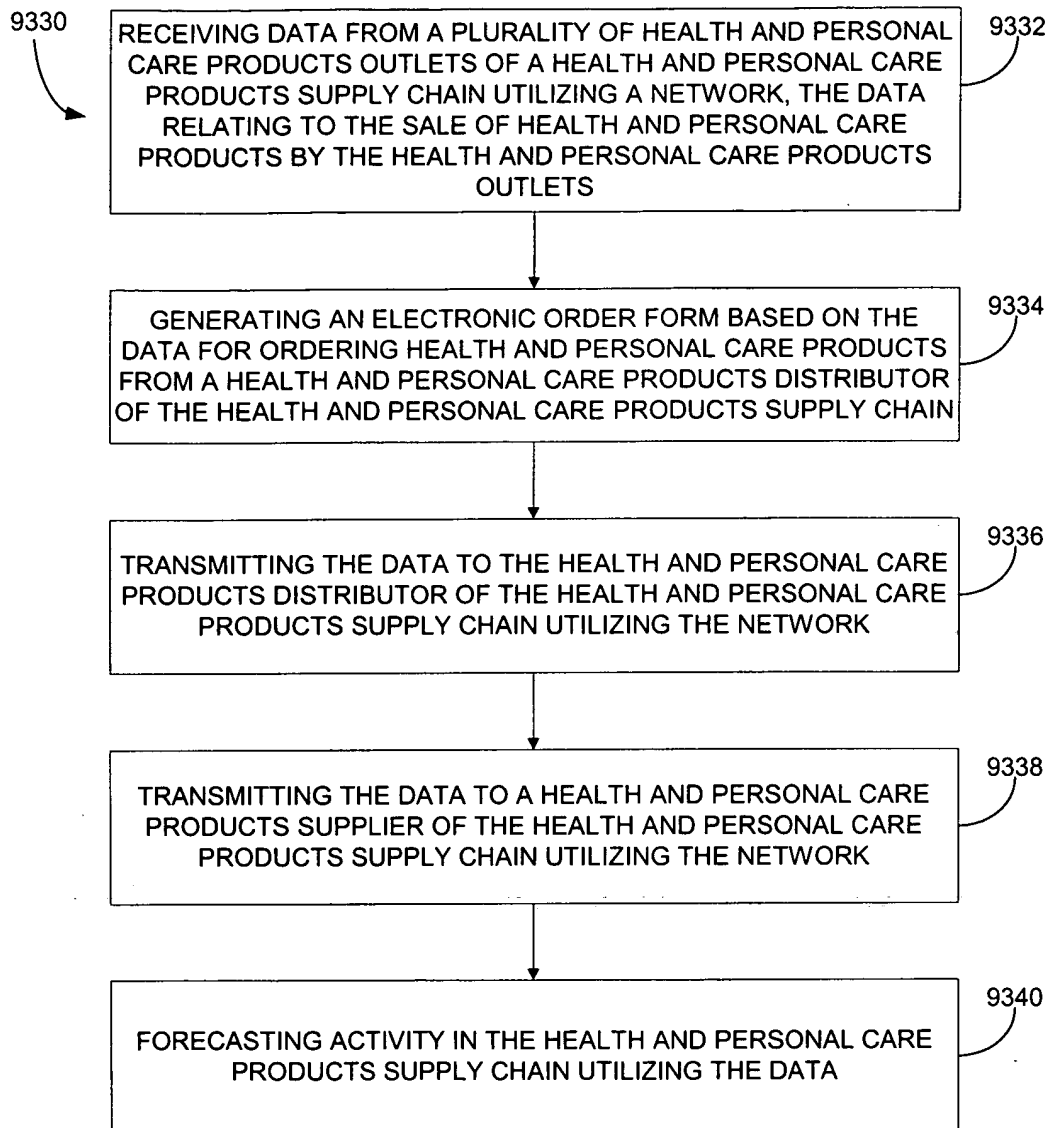 9330
RECEIVING DATA FROM A PLURALITY OF HEALTH AND PERSONAL
CARE PRODUCTS OUTLETS OF A HEALTH AND PERSONAL CARE
PRODUCTS SUPPLY CHAIN UTILIZING A NETWORK, THE DATA
RELATING TO THE SALE OF HEALTH AND PERSONAL CARE
PRODUCTS BY THE HEALTH AND PERSONAL CARE PRODUCTS
OUTLETS
9332
GENERATING AN ELECTRONIC ORDER FORM BASED ON THE
DATA FOR ORDERING HEALTH AND PERSONAL CARE PRODUCTS
FROM A HEALTH AND PERSONAL CARE PRODUCTS DISTRIBUTOR
OF THE HEALTH AND PERSONAL CARE PRODUCTS SUPPLY CHAIN
9334
TRANSMITTING THE DATA TO THE HEALTH AND PERSONAL CARE
PRODUCTS DISTRIBUTOR OF THE HEALTH AND PERSONAL CARE
PRODUCTS SUPPLY CHAIN UTILIZING THE NETWORK
9336
TRANSMITTING THE DATA TO A HEALTH AND PERSONAL CARE
PRODUCTS SUPPLIER OF THE HEALTH AND PERSONAL CARE
PRODUCTS SUPPLY CHAIN UTILIZING THE NETWORK
9338
FORECASTING ACTIVITY IN THE HEALTH AND PERSONAL CARE
PRODUCTS SUPPLY CHAIN UTILIZING THE DATA
9340